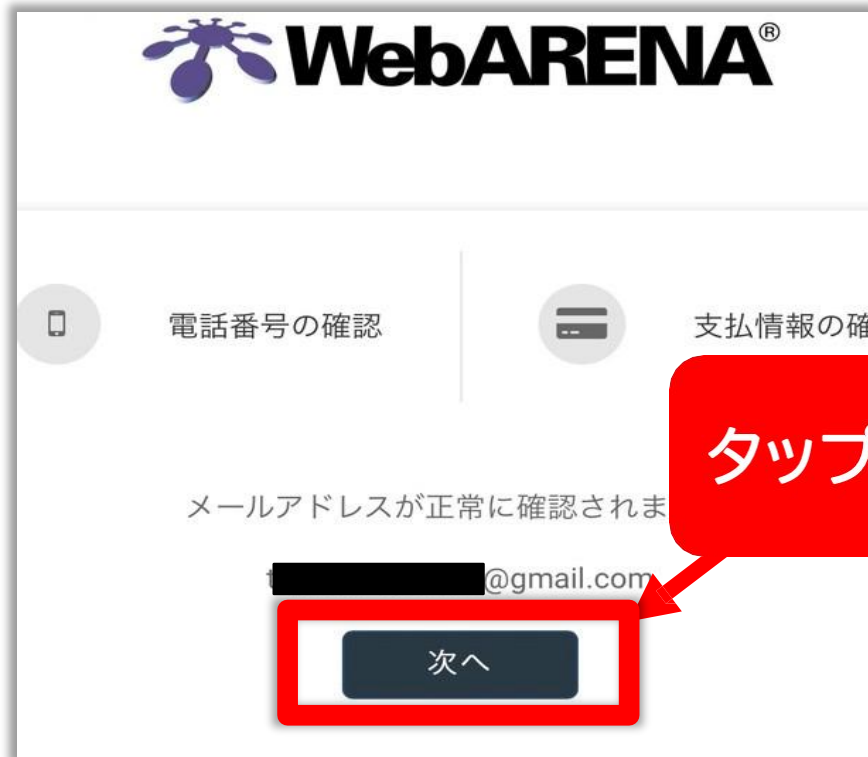 WebARENA®
電話番号の確認
支払情報の確
タップ
メールアドレスが正常に確認されま
t
@gmail.com
次へ